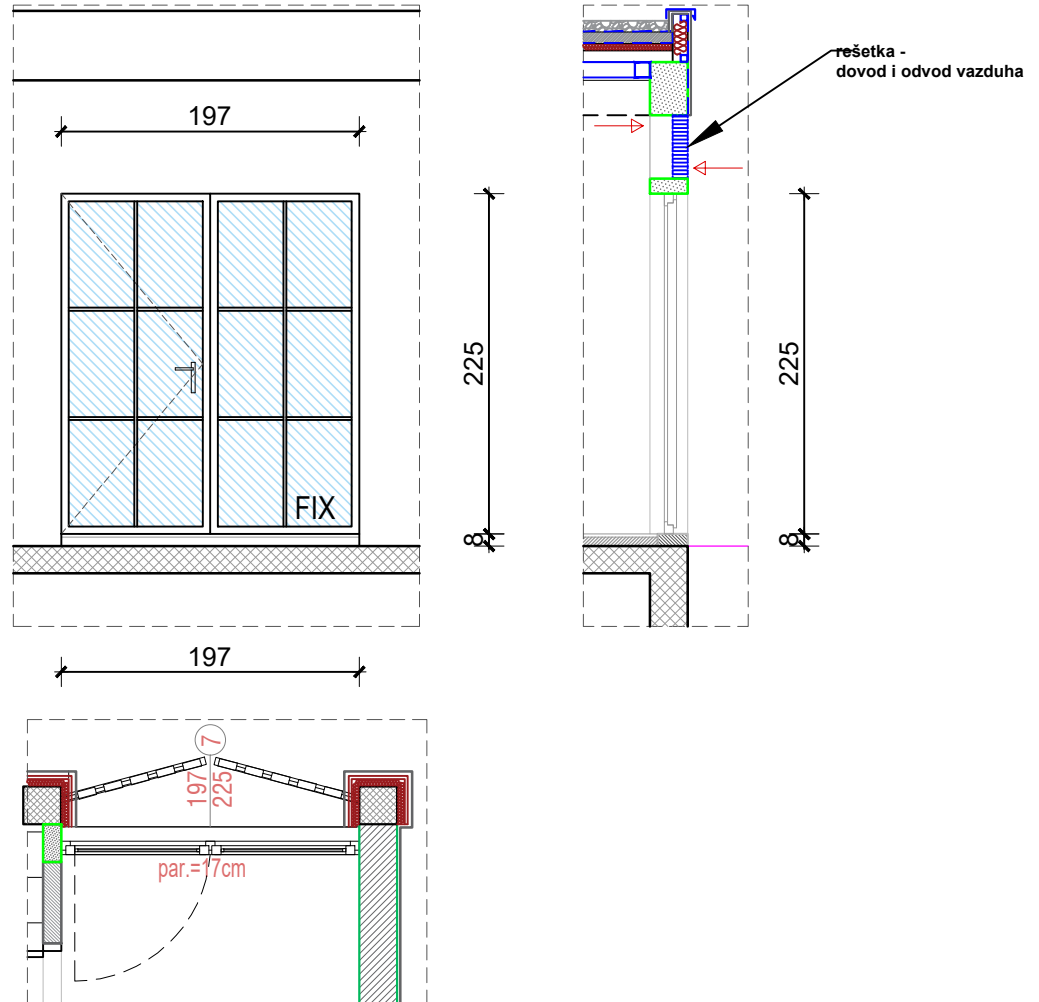 197
rešetka -
dovod i odvod vazduha
225
225
FIX
8
8
197
7
197
225
par.=17cm